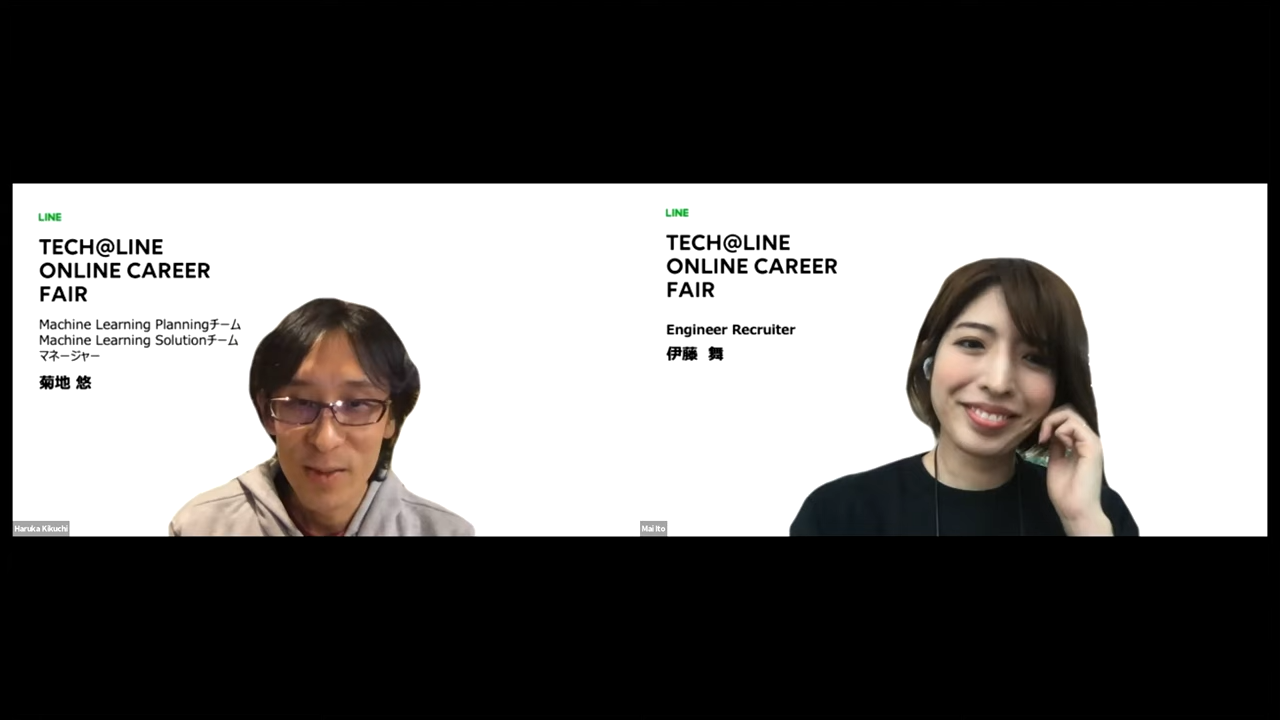 LINE
TECH@LINE
ONLINE CAREER
FAIR
Machine Learning Planningチーム
Machine Learning Solutionチーム
マネージャー
菊地 悠
Haruka Kikuchi
LINE
TECH@LINE
ONLINE CAREER
FAIR
Engineer Recruiter
伊藤 舞
Mai Ito